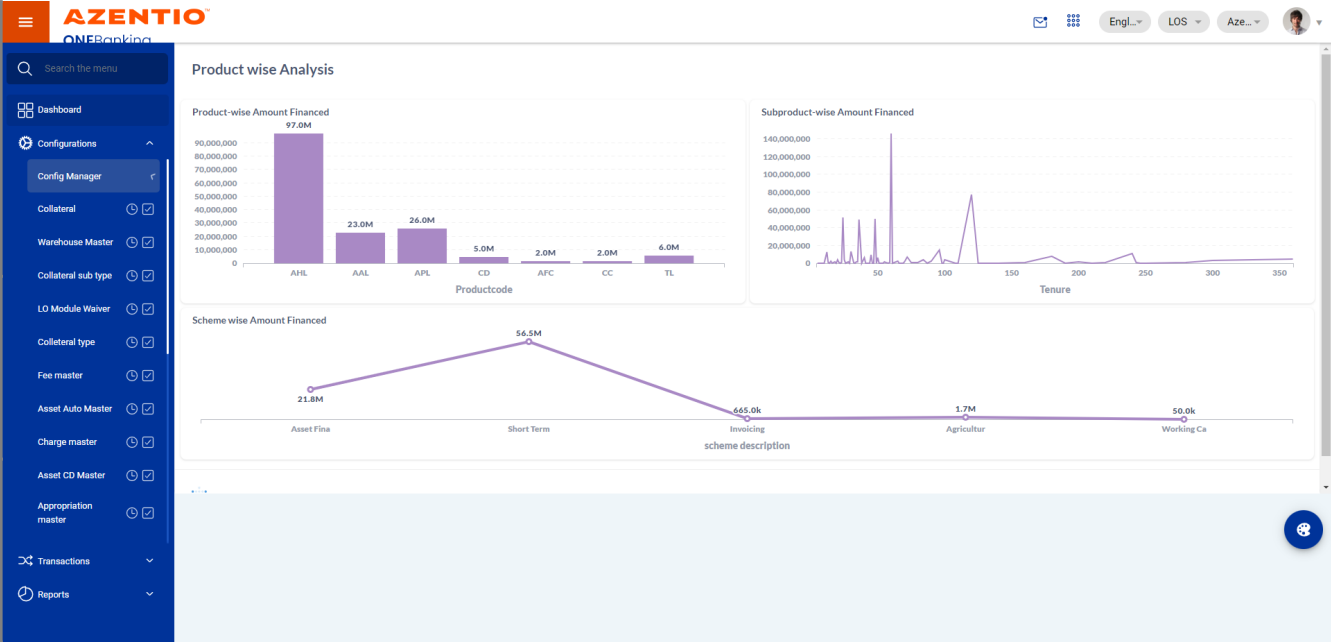 AZENTIO
ONEBanking
Engl...
LOS
Aze...
Search the menu
Dashboard
Configurations
Config Manager
Collateral
Warehouse Master
Collateral sub type
LO Module Waiver
Colleteral type
Fee master
Asset Auto Master
Charge master
Asset CD Master
Appropriation
master
Transactions
Reports
Product wise Analysis
Product-wise Amount Financed
97.0M
90,000,000
80,000,000
70,000,000
60,000,000
50,000,000
40,000,000
30,000,000
20,000,000
10,000,000
0
23.0M
26.0M
5.0M
2.0M
2.0M
6.0M
AHL
AAL
APL
CD
AFC
CC
TL
Productcode
Subproduct-wise Amount Financed
140,000,000
120,000,000
100,000,000
80,000,000
60,000,000
40,000,000
20,000,000
0
50
100
150
200
250
300
350
Tenure
Scheme wise Amount Financed
21.8M
56.5M
665.0k
1.7M
50.0k
Asset Fina
Short Term
Invoicing
Agricultur
Working Ca
scheme description